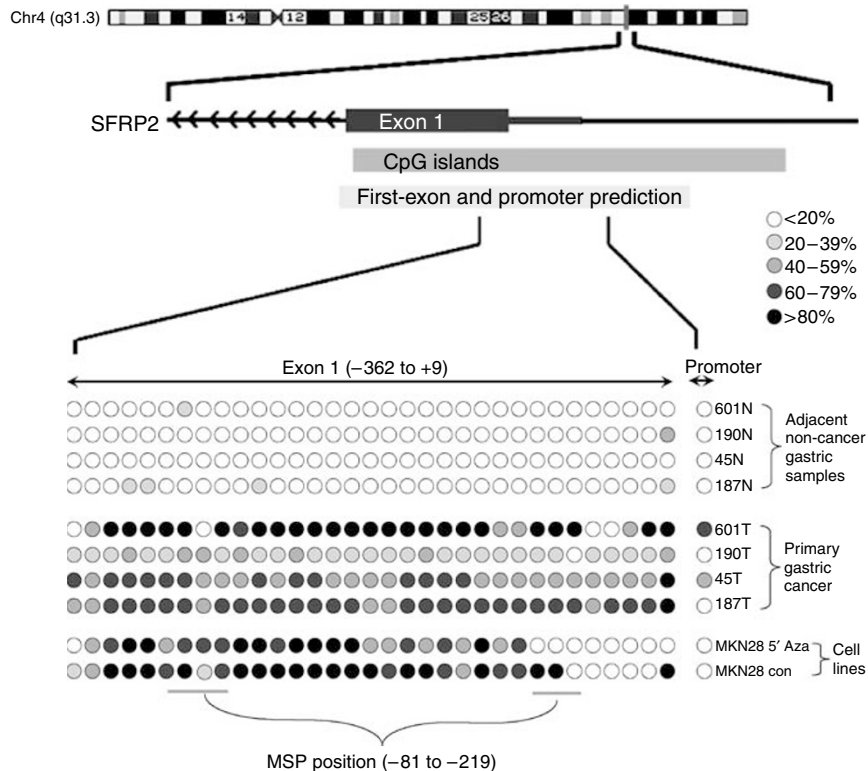 Chr4 (q31.3)
14
12
25
26
SFRP2
Exon 1
CpG islands
First-exon and promoter prediction
<20%
20–39%
40–59%
60–79%
>80%
Exon 1 (–362 to +9)
Promoter
601N
190N
45N
187N
Adjacent
non-cancer
gastric
samples
601T
190T
45T
187T
Primary
gastric
cancer
MKN28 5' Aza
MKN28 con
Cell
lines
MSP position (–81 to –219)